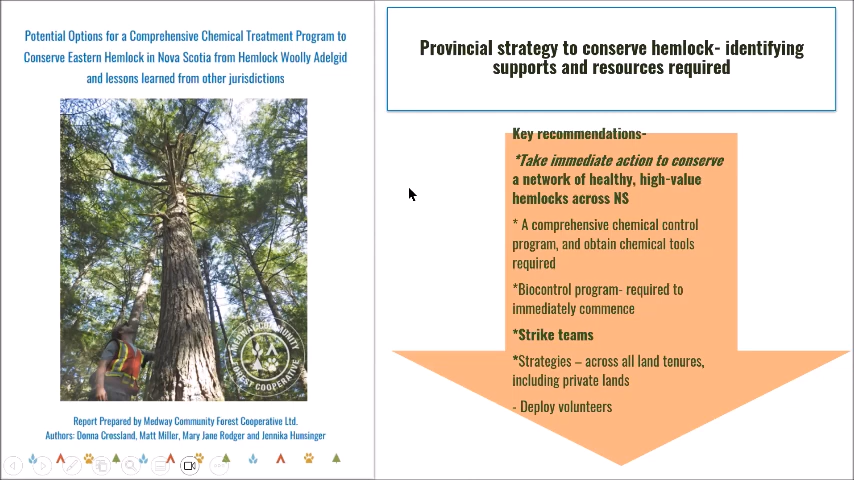 Potential Options for a Comprehensive Chemical Treatment Program to
Conserve Eastern Hemlock in Nova Scotia from Hemlock Woolly Adelgid
and lessons learned from other jurisdictions
MEDWAY COMMUNITY
FOREST COOPERATIVE
Report Prepared by Medway Community Forest Cooperative Ltd.
Authors: Donna Crossland, Matt Miller, Mary Jane Rodger and Jennika Hunsinger
Provincial strategy to conserve hemlock- identifying
supports and resources required
Key recommendations-
*Take immediate action to conserve
a network of healthy, high-value
hemlocks across NS
* A comprehensive chemical control
program, and obtain chemical tools
required
*Biocontrol program- required to
immediately commence
*Strike teams
*Strategies – across all land tenures,
including private lands
- Deploy volunteers